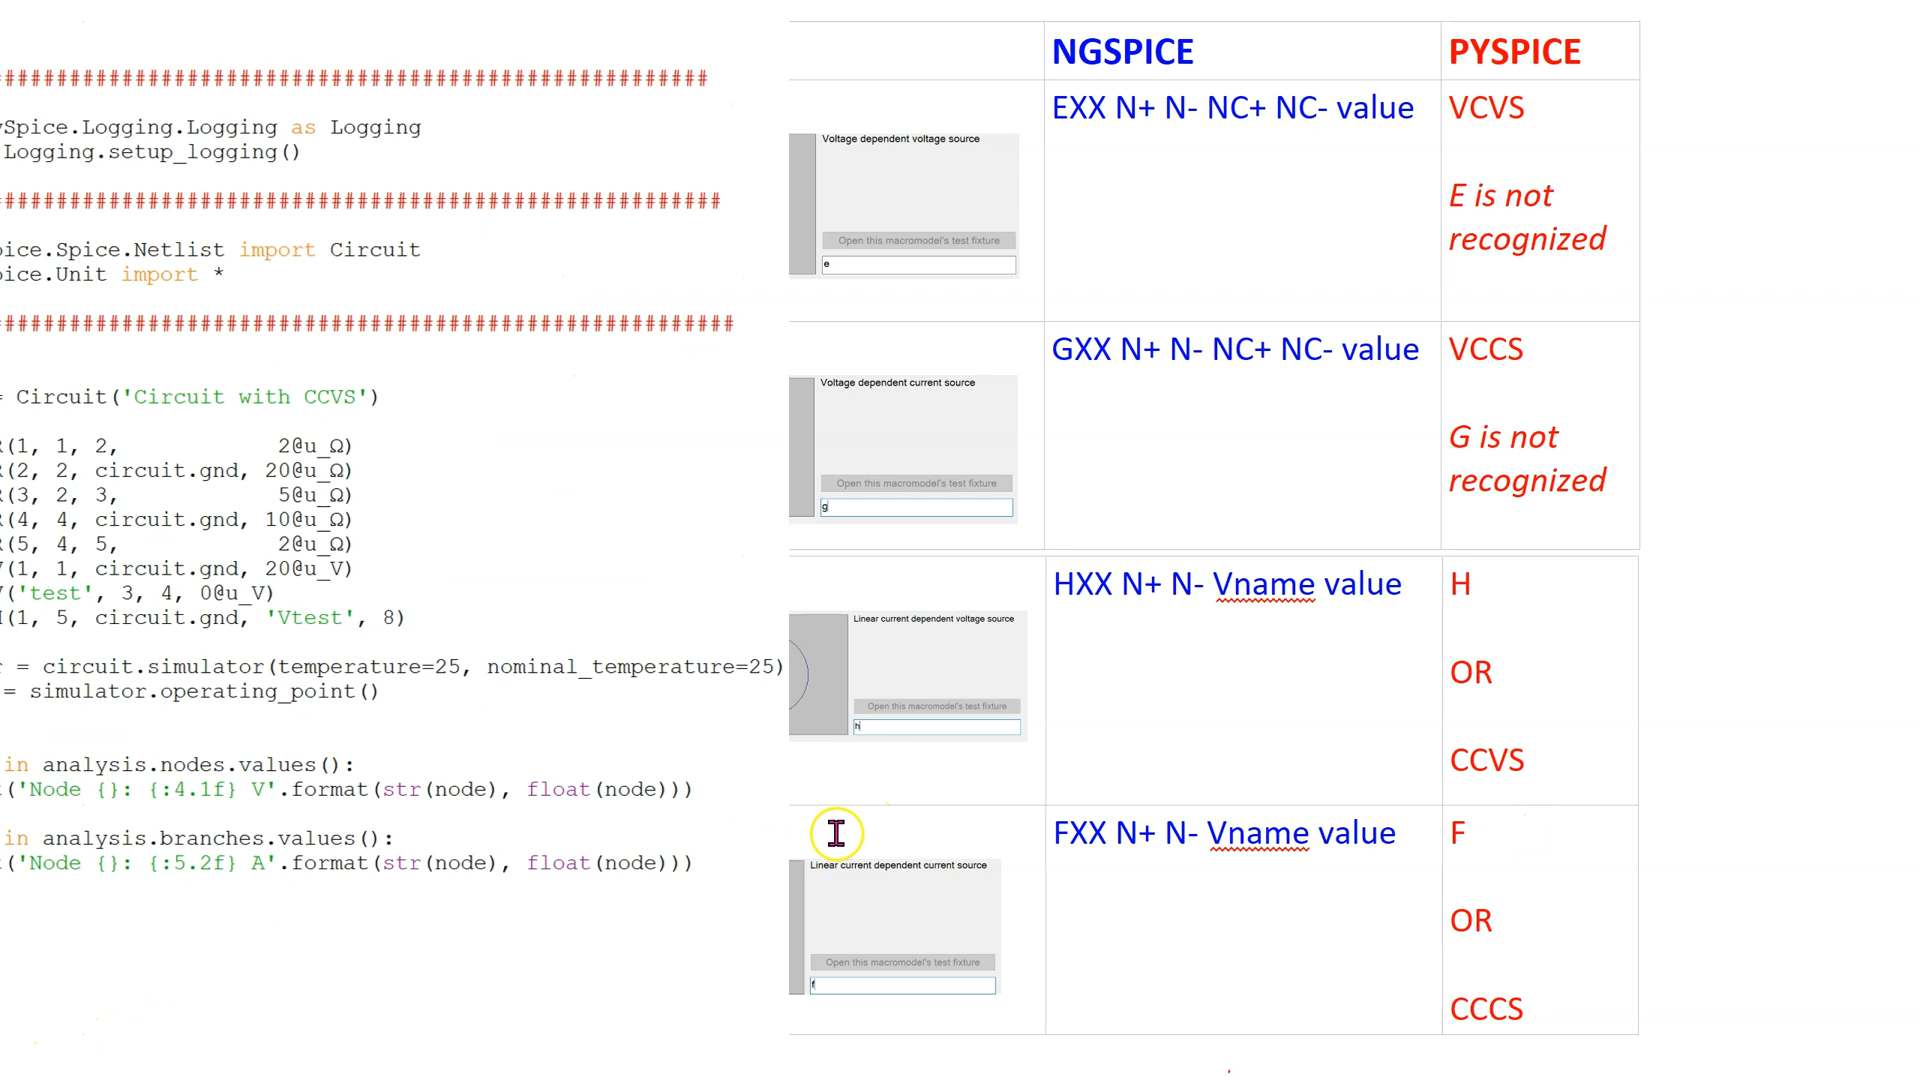 ############################################################
ySpice.Logging.Logging as Logging
Logging.setup_logging()
############################################################
ice.Spice.Netlist import Circuit
ice.Unit import *
############################################################
= Circuit('Circuit with CCVS')
R(1, 1, 2, 2@u_Ω)
R(2, 2, circuit.gnd, 20@u_Ω)
R(3, 2, 3, 5@u_Ω)
R(4, 4, circuit.gnd, 10@u_Ω)
R(5, 4, 5, 2@u_Ω)
V(1, 1, circuit.gnd, 20@u_V)
V('test', 3, 4, 0@u_V)
H(1, 5, circuit.gnd, 'Vtest', 8)
r = circuit.simulator(temperature=25, nominal_temperature=25)
= simulator.operating_point()
in analysis.nodes.values():
('Node {}: {:4.1f} V'.format(str(node), float(node)))
in analysis.branches.values():
('Node {}: {:5.2f} A'.format(str(node), float(node)))
NGSPICE
PYSPICE
Voltage dependent voltage source
Open this macromodel's test fixture
e
EXX N+ N- NC+ NC- value
VCVS
E is not
recognized
Voltage dependent current source
Open this macromodel's test fixture
g
GXX N+ N- NC+ NC- value
VCCS
G is not
recognized
Linear current dependent voltage source
Open this macromodel's test fixture
h
HXX N+ N- Vname value
H
OR
CCVS
Linear current dependent current source
Open this macromodel's test fixture
f
FXX N+ N- Vname value
F
OR
CCCS